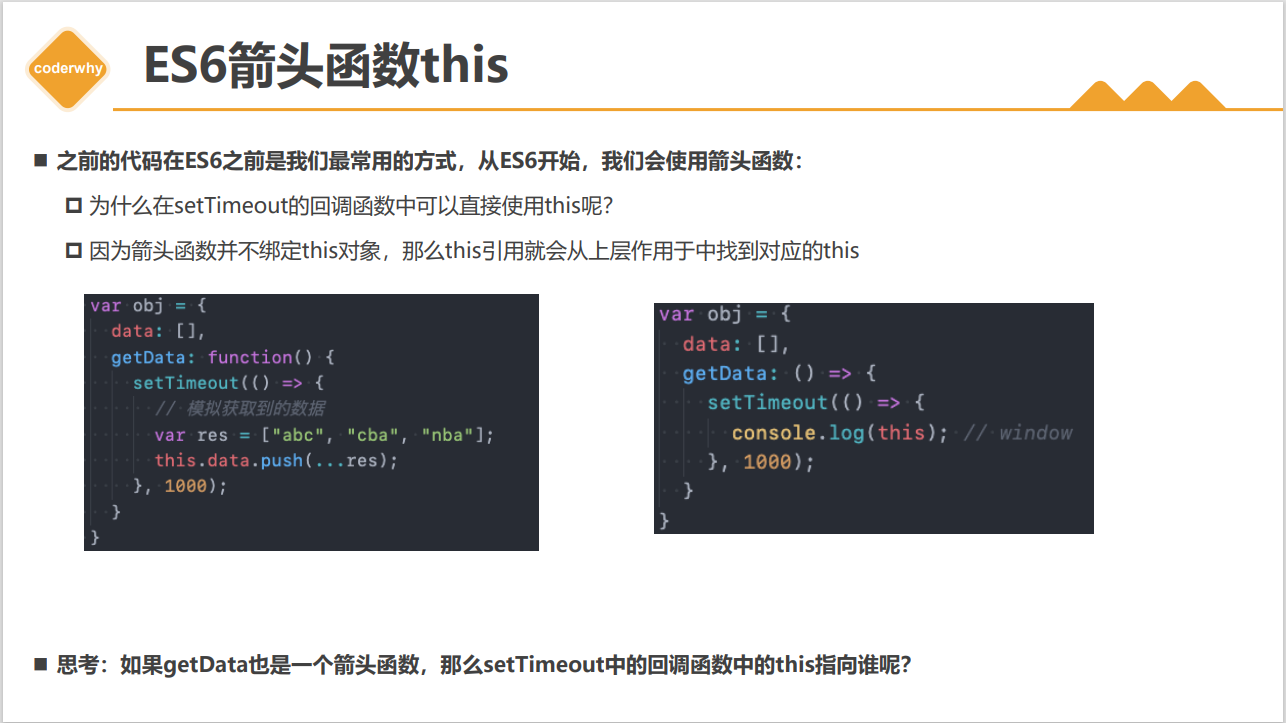 coderwhy
ES6箭头函数this
之前的代码在ES6之前是我们最常用的方式，从ES6开始，我们会使用箭头函数：
为什么在setTimeout的回调函数中可以直接使用this呢？
因为箭头函数并不绑定this对象，那么this引用就会从上层作用于中找到对应的this
var obj = {
  data: [],
  getData: function() {
    setTimeout(() => {
      // 模拟获取到的数据
      var res = ["abc", "cba", "nba"];
      this.data.push(...res);
    }, 1000);
  }
}
var obj = {
  data: [],
  getData: () => {
    setTimeout(() => {
      console.log(this); // window
    }, 1000);
  }
}
思考：如果getData也是一个箭头函数，那么setTimeout中的回调函数中的this指向谁呢？